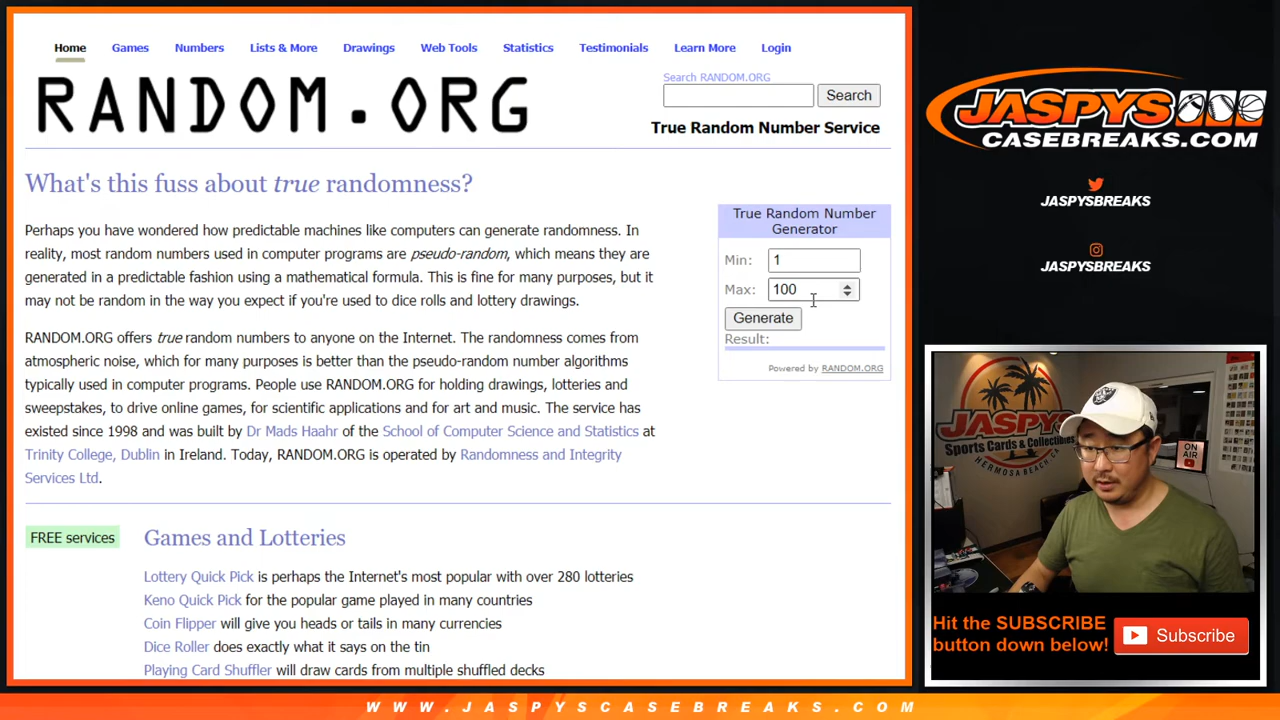 Home Games Numbers Lists & More Drawings Web Tools Statistics Testimonials Learn More Login
RANDOM.ORG
Search RANDOM.ORG
Search
True Random Number Service
What's this fuss about true randomness?
Perhaps you have wondered how predictable machines like computers can generate randomness. In
reality, most random numbers used in computer programs are pseudo-random, which means they are
generated in a predictable fashion using a mathematical formula. This is fine for many purposes, but it
may not be random in the way you expect if you're used to dice rolls and lottery drawings.
RANDOM.ORG offers true random numbers to anyone on the Internet. The randomness comes from
atmospheric noise, which for many purposes is better than the pseudo-random number algorithms
typically used in computer programs. People use RANDOM.ORG for holding drawings, lotteries and
sweepstakes, to drive online games, for scientific applications and for art and music. The service has
existed since 1998 and was built by Dr Mads Haahr of the School of Computer Science and Statistics at
Trinity College, Dublin in Ireland. Today, RANDOM.ORG is operated by Randomness and Integrity
Services Ltd.
True Random Number
Generator
Min: 1
Max: 100
Generate
Result:
Powered by RANDOM.ORG
FREE services
Games and Lotteries
Lottery Quick Pick is perhaps the Internet's most popular with over 280 lotteries
Keno Quick Pick for the popular game played in many countries
Coin Flipper will give you heads or tails in many currencies
Dice Roller does exactly what it says on the tin
Playing Card Shuffler will draw cards from multiple shuffled decks
JASPYS
CASEBREAKS.COM
JASPYSBREAKS
JASPYSBREAKS
JASPYS
Sports Cards & Collectibles
HERMOSA BEACH, CA
ON
AIR
Hit the SUBSCRIBE
button down below!
Subscribe
WWW.JASPYSCASEBREAKS.COM